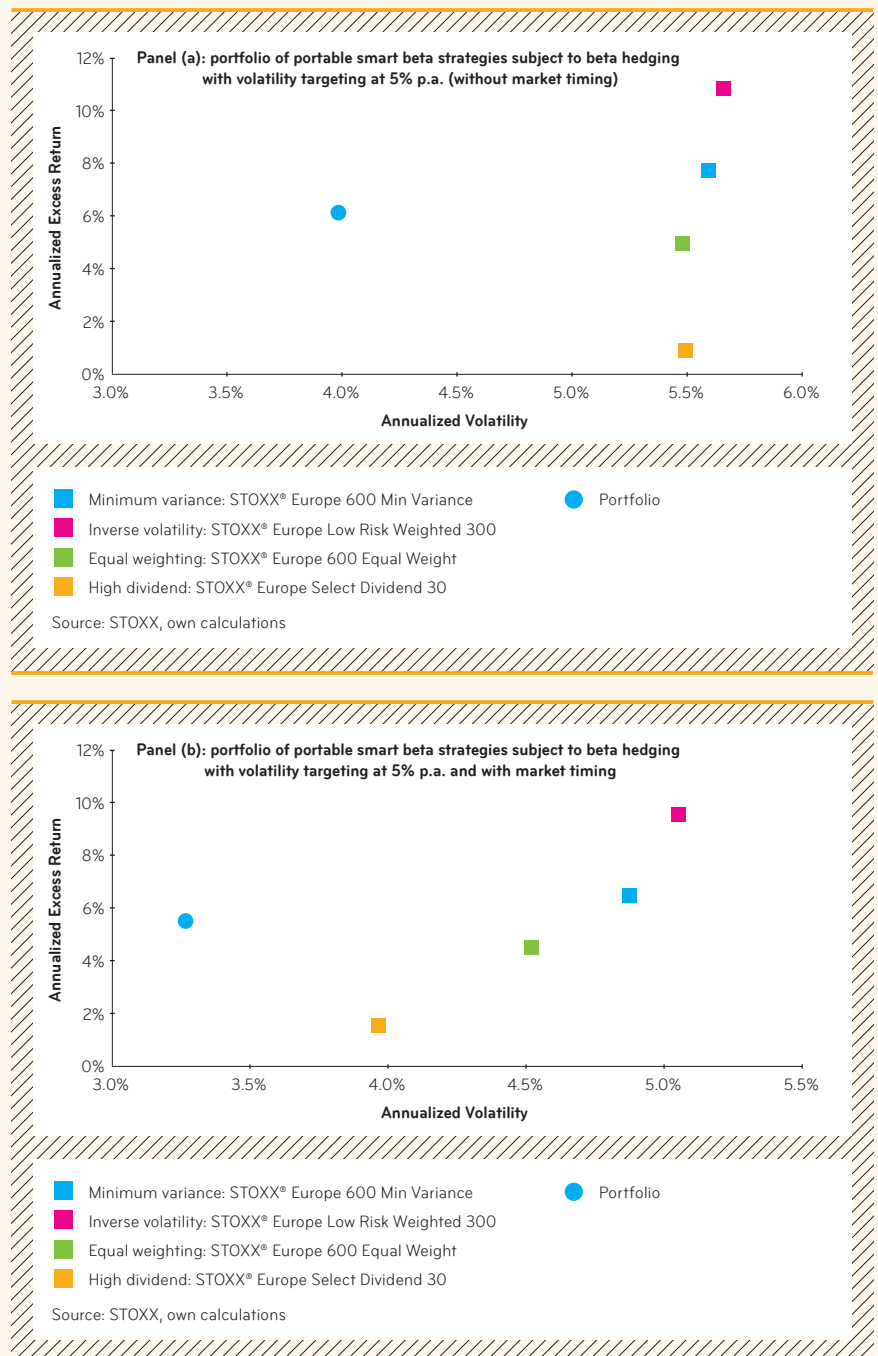 Panel (a): portfolio of portable smart beta strategies subject to beta hedging
with volatility targeting at 5% p.a. (without market timing)
12%
10%
8%
6%
4%
2%
0%
Annualized Excess Return
3.0% 3.5% 4.0% 4.5% 5.0% 5.5% 6.0%
Annualized Volatility
Minimum variance: STOXX® Europe 600 Min Variance
Portfolio
Inverse volatility: STOXX® Europe Low Risk Weighted 300
Equal weighting: STOXX® Europe 600 Equal Weight
High dividend: STOXX® Europe Select Dividend 30
Source: STOXX, own calculations
Panel (b): portfolio of portable smart beta strategies subject to beta hedging
with volatility targeting at 5% p.a. and with market timing
12%
10%
8%
6%
4%
2%
0%
Annualized Excess Return
3.0% 3.5% 4.0% 4.5% 5.0% 5.5%
Annualized Volatility
Minimum variance: STOXX® Europe 600 Min Variance
Portfolio
Inverse volatility: STOXX® Europe Low Risk Weighted 300
Equal weighting: STOXX® Europe 600 Equal Weight
High dividend: STOXX® Europe Select Dividend 30
Source: STOXX, own calculations